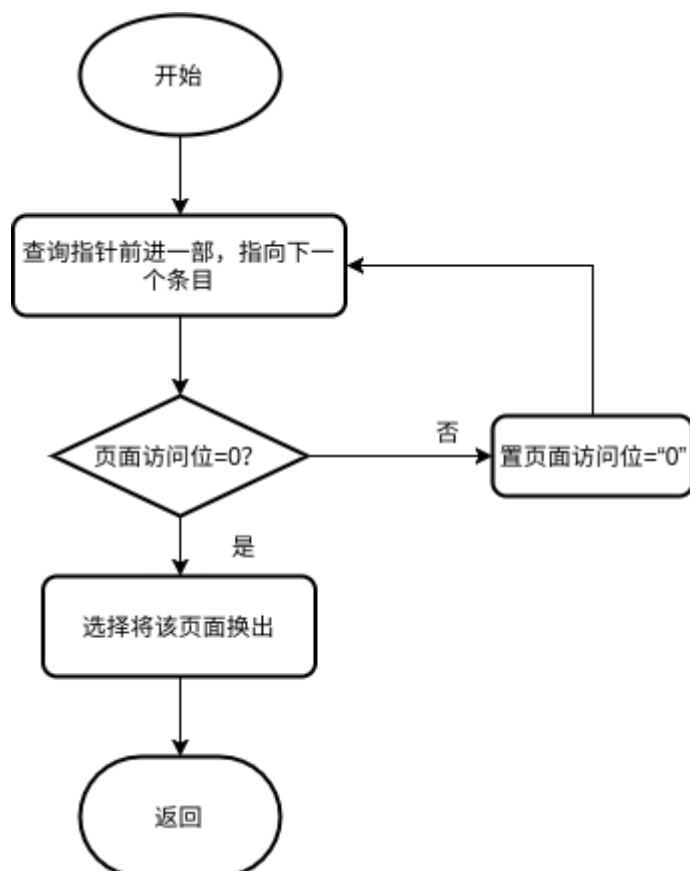 开始
查询指针前进一部，指向下一
个条目
页面访问位=0？
否
置页面访问位=“0”
是
选择将该页面换出
返回